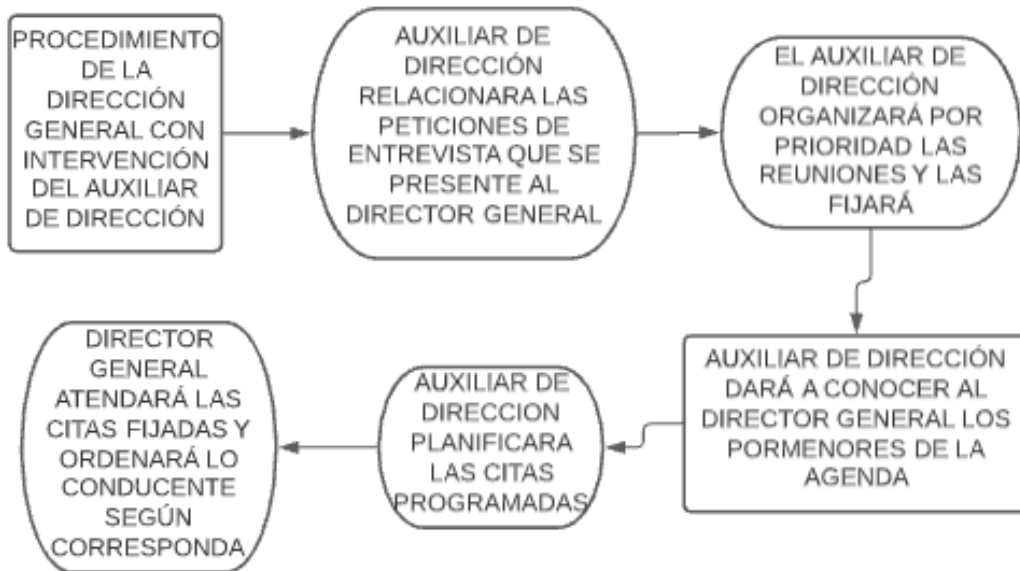 PROCEDIMIENTO
DE LA
DIRECCIÓN
GENERAL CON
INTERVENCIÓN
DEL AUXILIAR
DE DIRECCIÓN
AUXILIAR DE
DIRECCIÓN
RELACIONARA LAS
PETICIONES DE
ENTREVISTA QUE SE
PRESENTE AL
DIRECTOR GENERAL
EL AUXILIAR DE
DIRECCIÓN
ORGANIZARÁ POR
PRIORIDAD LAS
REUNIONES Y LAS
FIJARÁ
AUXILIAR DE DIRECCIÓN
DARÁ A CONOCER AL
DIRECTOR GENERAL LOS
PORMENORES DE LA
AGENDA
AUXILIAR DE
DIRECCION
PLANIFICARA
LAS CITAS
PROGRAMADAS
DIRECTOR
GENERAL
ATENDARÁ LAS
CITAS FIJADAS Y
ORDENARÁ LO
CONDUCENTE
SEGÚN
CORRESPONDA